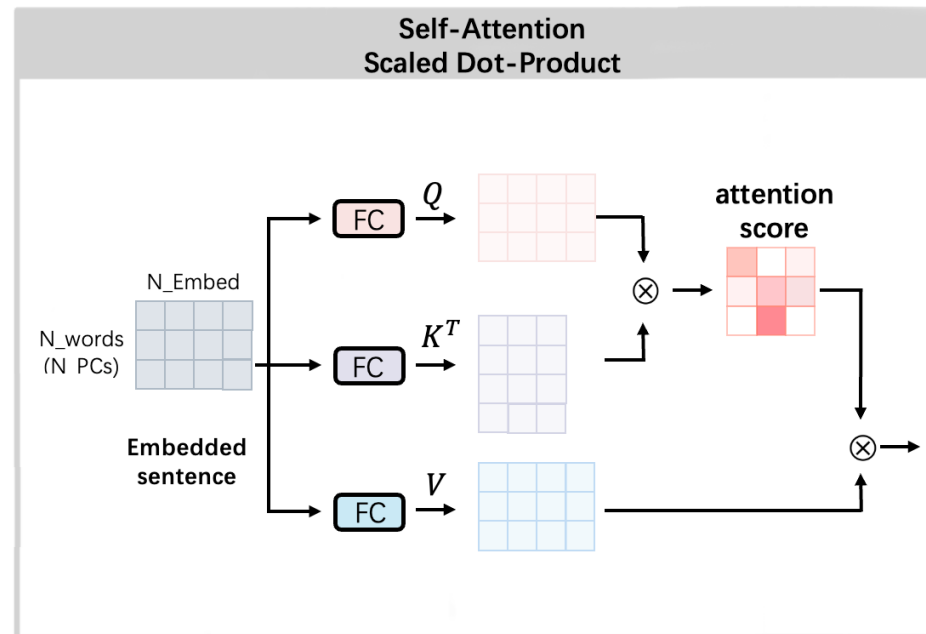 Self-Attention
Scaled Dot-Product
Q
FC
attention
score
N_Embed
N_words
(N PCs)
K^T
FC
Embedded
sentence
V
FC